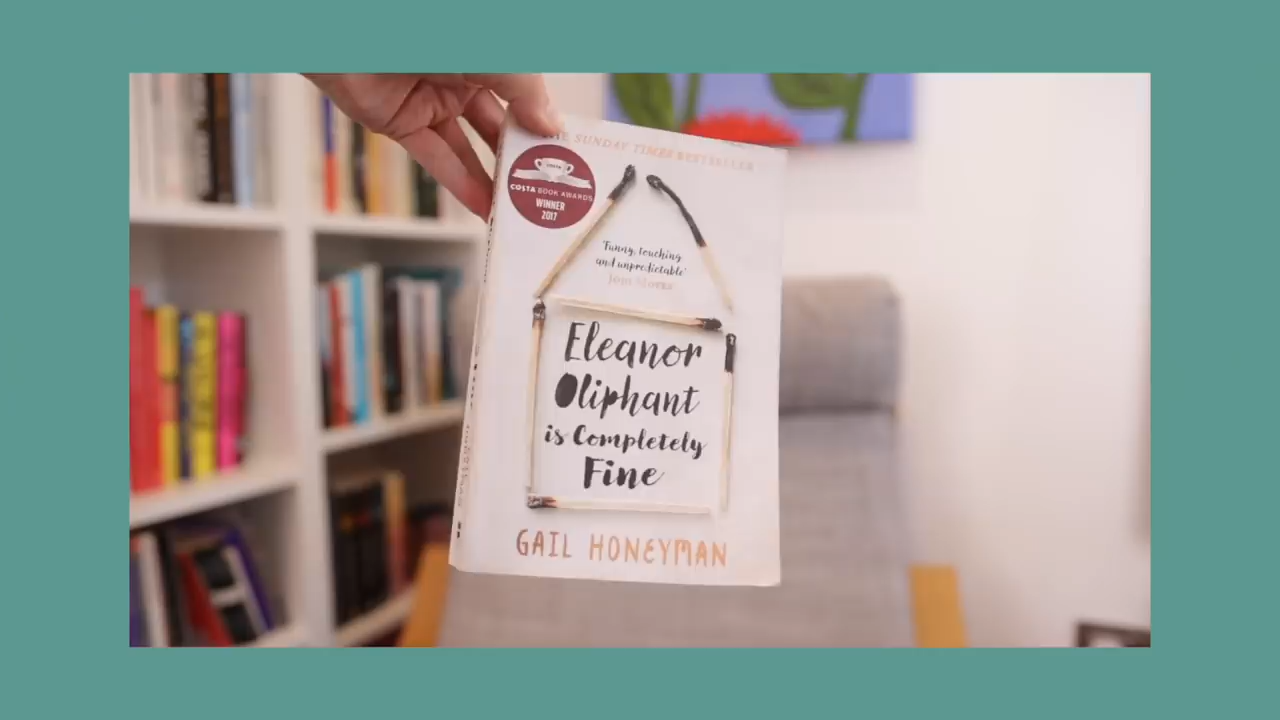 THE SUNDAY TIMES BESTSELLER
COSTA
COSTA BOOK AWARDS
WINNER
2017
'Funny, touching
and unpredictable'
Jojo Moyes
Eleanor
Oliphant
is Completely
Fine
GAIL HONEYMAN